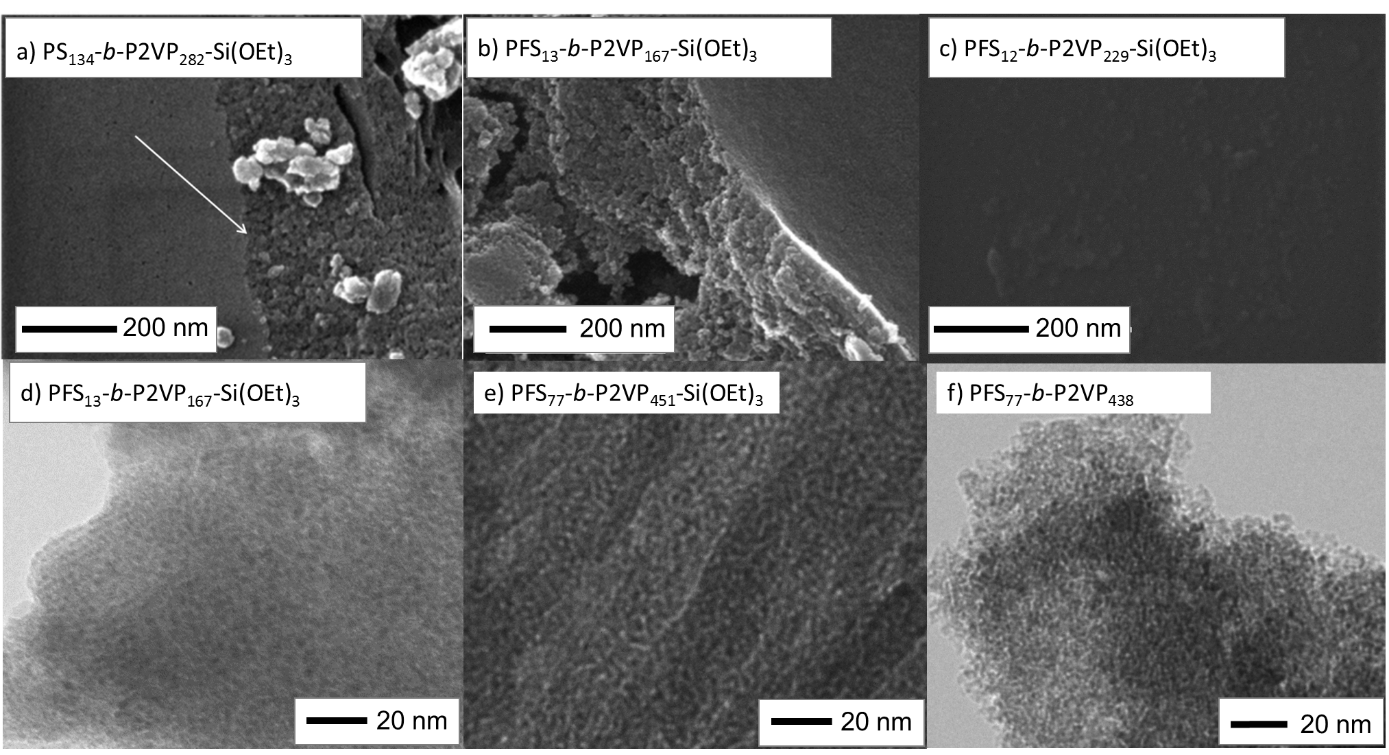 a) PS134-b-P2VP282-Si(OEt)3
b) PFS13-b-P2VP167-Si(OEt)3
c) PFS12-b-P2VP229-Si(OEt)3
200 nm
200 nm
200 nm
d) PFS13-b-P2VP167-Si(OEt)3
e) PFS77-b-P2VP451-Si(OEt)3
f) PFS77-b-P2VP438
20 nm
20 nm
20 nm